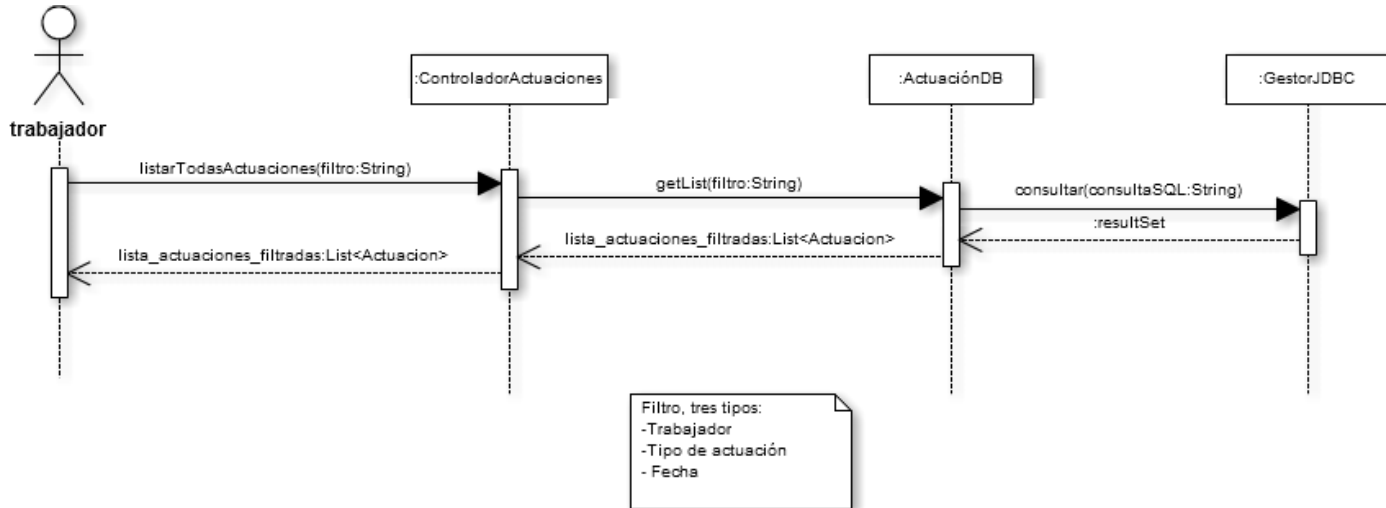 :ControladorActuaciones
:ActuaciónDB
:GestorJDBC
trabajador
listarTodasActuaciones(filtro:String)
getList(filtro:String)
consultar(consultaSQL:String)
:resultSet
lista_actuaciones_filtradas:List<Actuacion>
lista_actuaciones_filtradas:List<Actuacion>
Filtro, tres tipos:
-Trabajador
-Tipo de actuación
- Fecha